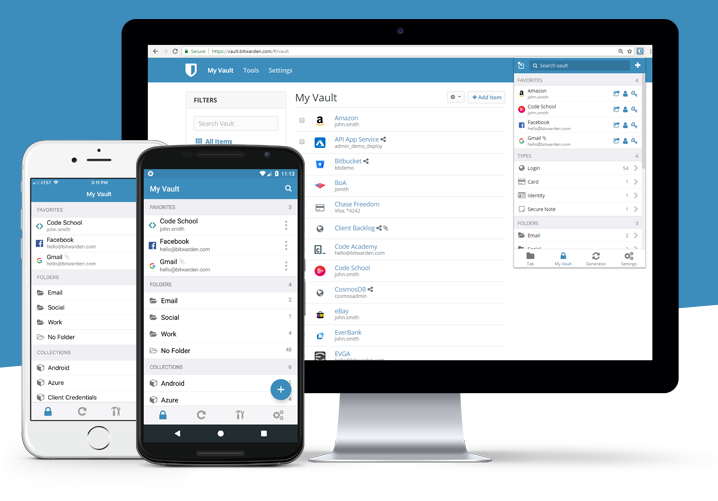 Secure https://vault.bitwarden.com/#/vault
My Vault Tools Settings
FILTERS
Search Vault
All Items
My Vault
Add Item
Amazon
john.smith
API App Service
admin_demo_deploy
Bitbucket
bbdemo
BoA
jsmith
Chase Freedom
Visa, *4242
Client Backlog
Code Academy
hello@bitwarden.com
Code School
john.smith
CosmosDB
cosmosadmin
eBay
john.smith
EverBank
john.smith
EVGA
hello@bitwarden.com
Search vault
FAVORITES 4
Amazon
john.smith
Code School
john.smith
Facebook
hello@bitwarden.com
Gmail
hello@bitwarden.com
TYPES 4
Login 54
Card 1
Identity 1
Secure Note 1
FOLDERS 3
Email 2
Social
Tab My Vault Generator Settings
AT&T 3:11 PM
My Vault
FAVORITES
Code School
john.smith
Facebook
hello@bitwarden.com
Gmail
hello@bitwarden.com
FOLDERS
Email
Social
Work
No Folder
COLLECTIONS
Android
Azure
Client Credentials
11:13
My Vault
FAVORITES 3
Code School
john.smith
Facebook
hello@bitwarden.com
Gmail
hello@bitwarden.com
FOLDERS 4
Email 2
Social 1
Work 4
No Folder 48
COLLECTIONS 6
Android
Azure 4